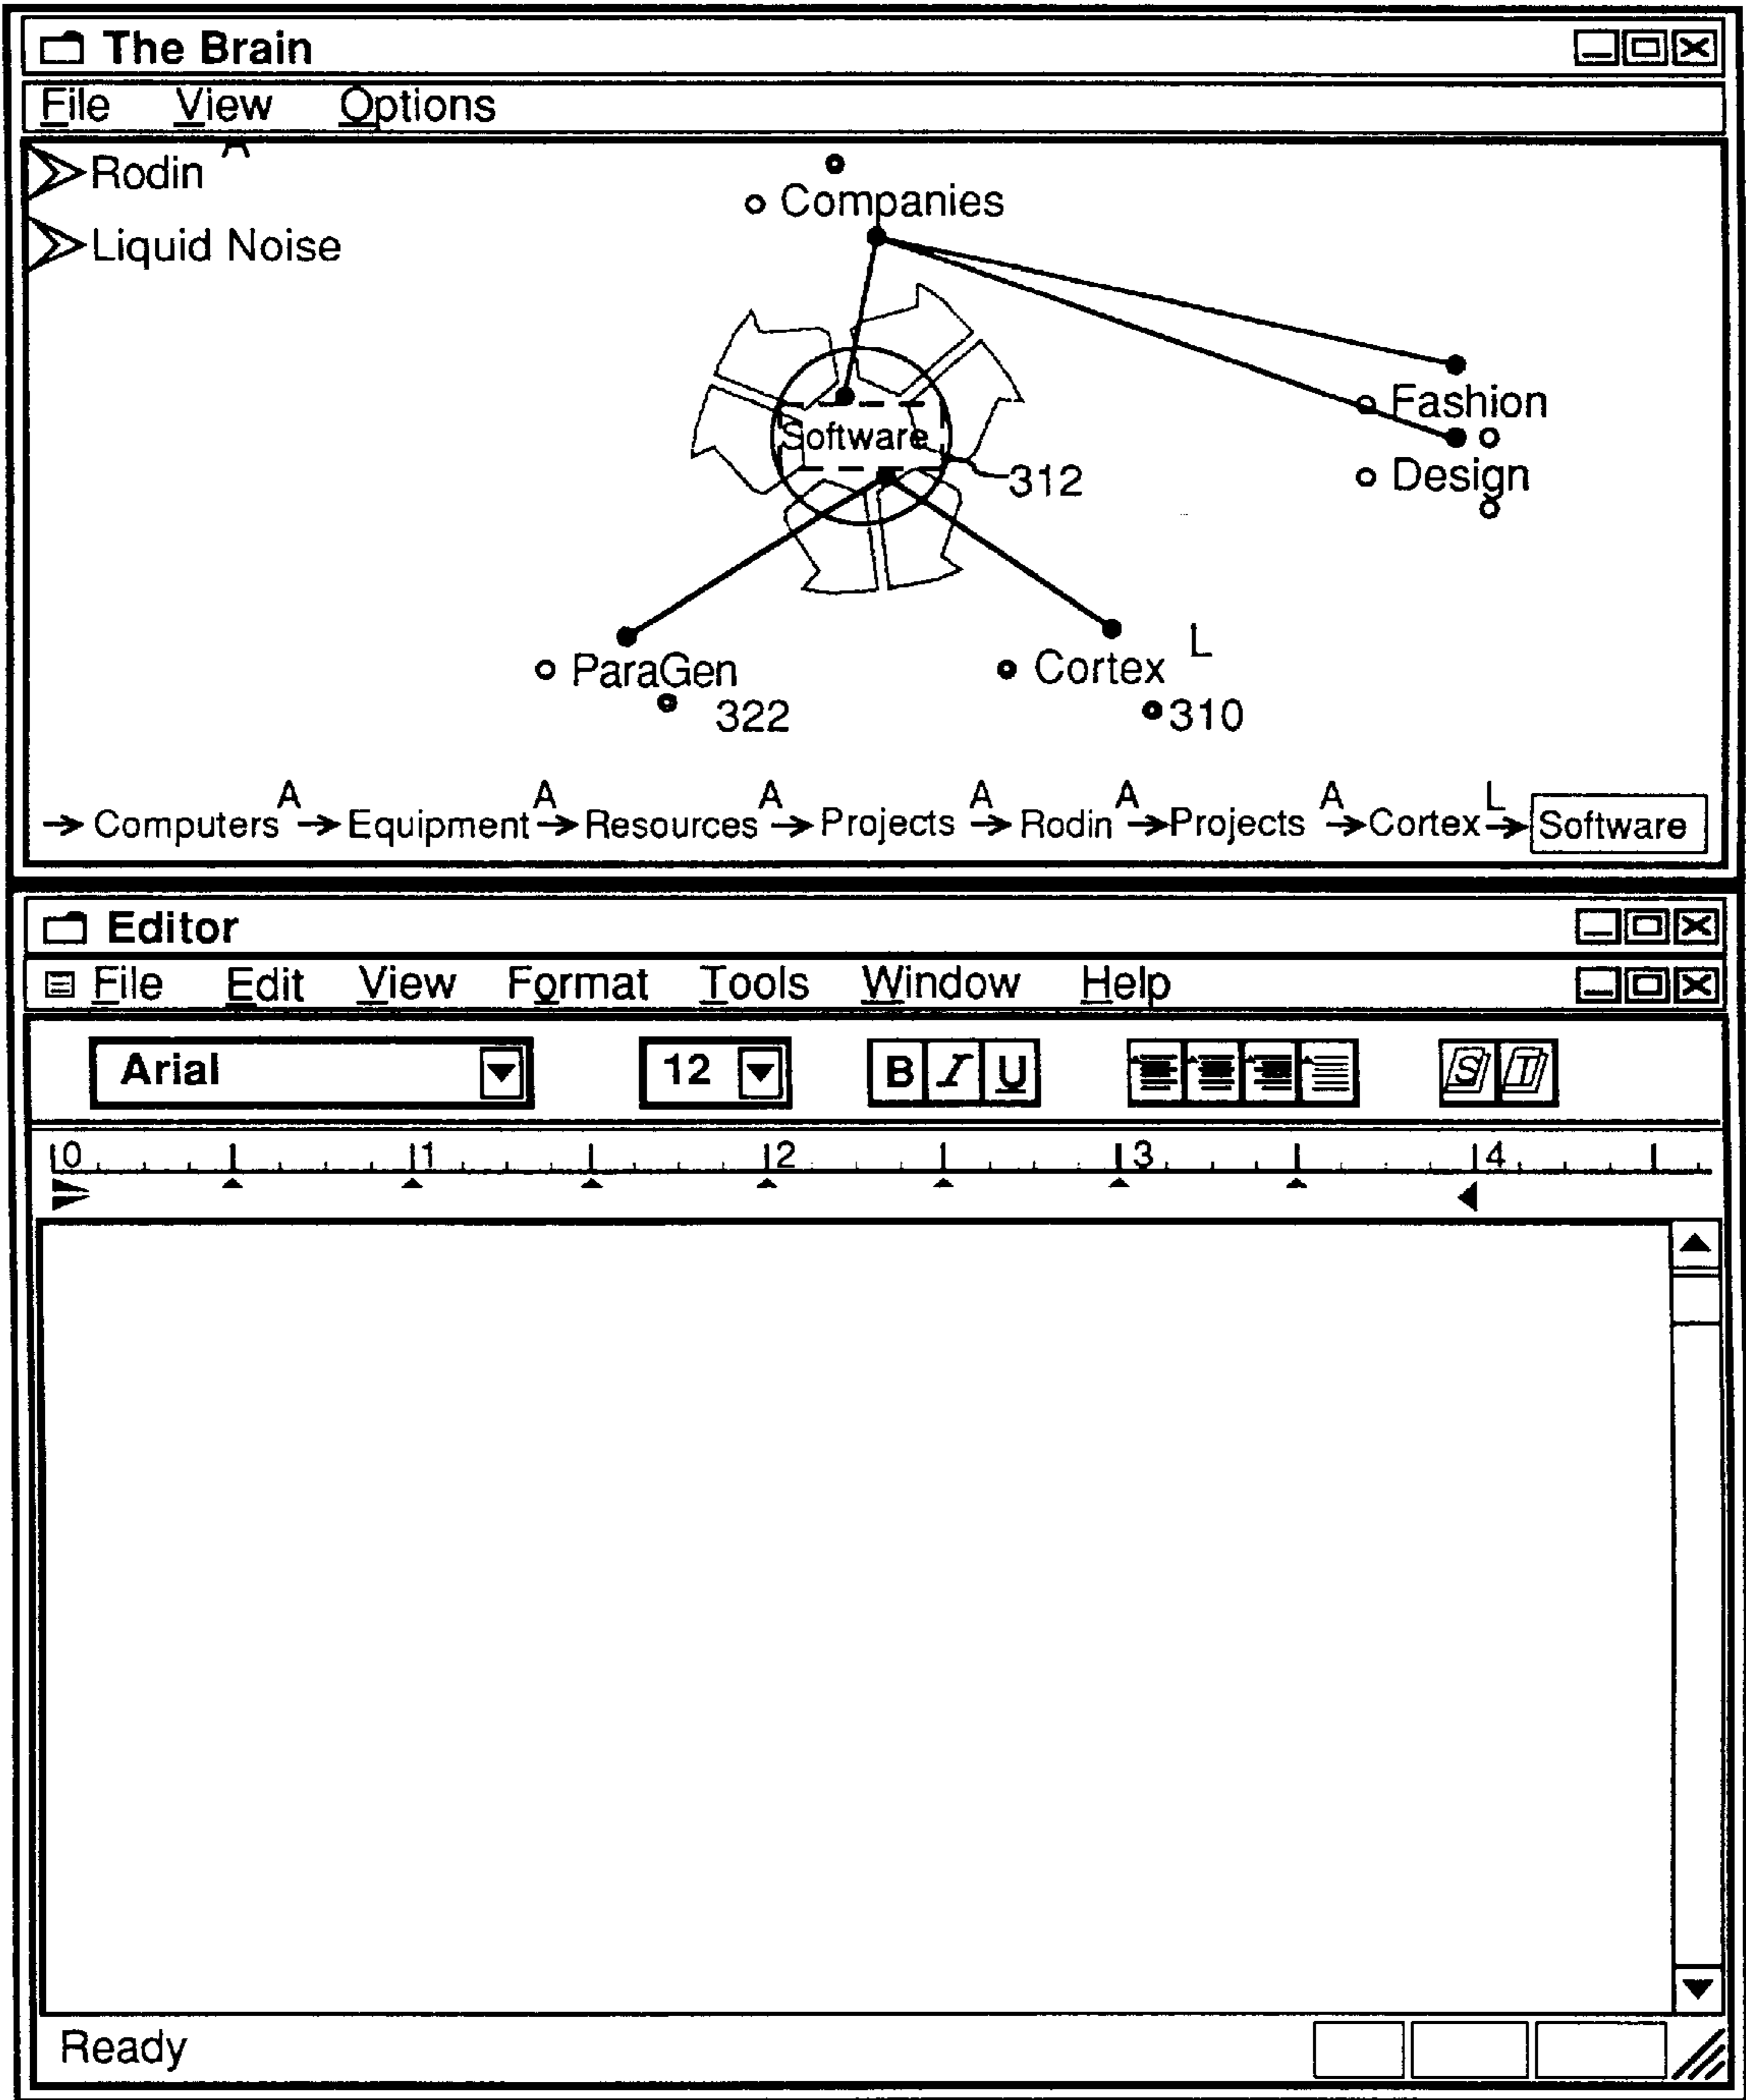 The Brain
File View Options
Rodin A
Companies
Liquid Noise
Fashion
Software
312
Design
L
ParaGen
Cortex
322
310
A A A A A A L
→ Computers → Equipment → Resources → Projects → Rodin → Projects → Cortex → Software
Editor
File Edit View Format Tools Window Help
Arial 12 B I U S T
0 1 2 3 4
Ready